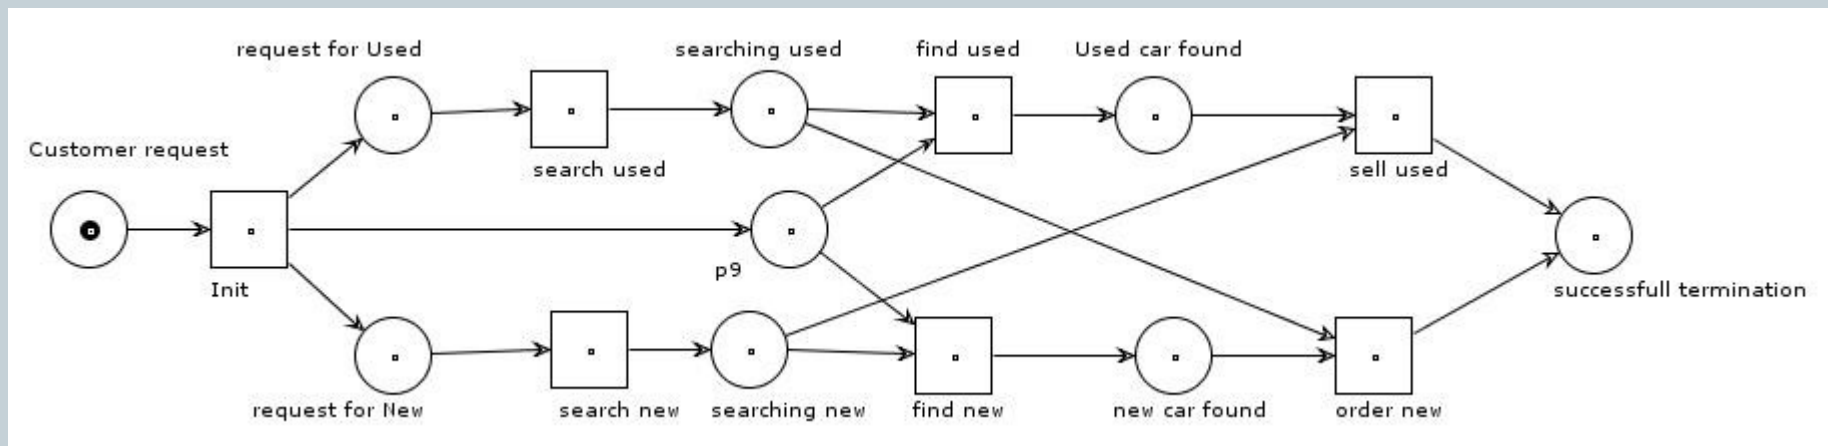 request for Used
searching used
find used
Used car found
Customer request
search used
sell used
p9
Init
successfull termination
request for New
search new
searching new
find new
new car found
order new